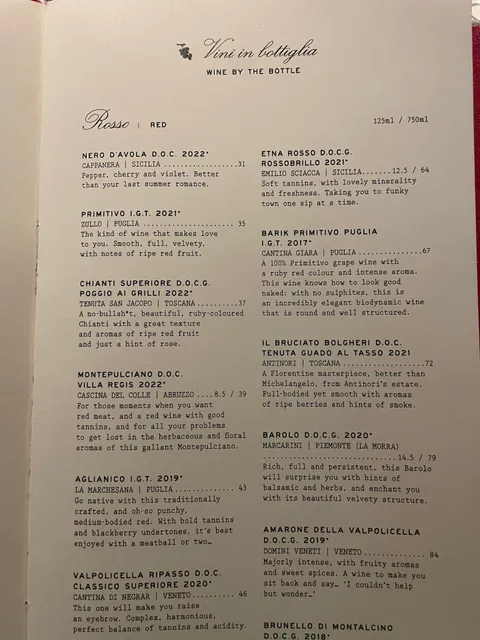 Vini in bottiglia
WINE BY THE BOTTLE
Rosso | RED
125ml / 750ml
NERO D'AVOLA D.O.C. 2022*
CAPPANERA | SICILIA .................31
Pepper, cherry and violet. Better
than your last summer romance.
PRIMITIVO I.G.T. 2021*
ZULLO | PUGLIA ..................... 35
The kind of wine that makes love
to you. Smooth, full, velvety,
with notes of ripe red fruit.
CHIANTI SUPERIORE D.O.C.G.
POGGIO AI GRILLI 2022*
TENUTA SAN JACOPO | TOSCANA ..........37
A no-bullsh*t, beautiful, ruby-coloured
Chianti with a great texture
and aromas of ripe red fruit
and just a hint of rose.
MONTEPULCIANO D.O.C.
VILLA REGIS 2022*
CASCINA DEL COLLE | ABRUZZO ....8.5 / 39
For those moments when you want
red meat, and a red wine with good
tannins, and for all your problems
to get lost in the herbaceous and floral
aromas of this gallant Montepulciano.
AGLIANICO I.G.T. 2019*
LA MARCHESANA | PUGLIA.............. 43
Go native with this traditionally
crafted, and oh-so punchy,
medium-bodied red. With bold tannins
and blackberry undertones, it's best
enjoyed with a meatball or two…
VALPOLICELLA RIPASSO D.O.C.
CLASSICO SUPERIORE 2020*
CANTINA DI NEGRAR | VENETO.......... 46
This one will make you raise
an eyebrow. Complex, harmonious,
perfect balance of tannins and acidity.
ETNA ROSSO D.O.C.G.
ROSSOBRILLO 2021*
EMILIO SCIACCA | SICILIA.......12.5 / 64
Soft tannins, with lovely minerality
and freshness. Taking you to funky
town one sip at a time.
BARIK PRIMITIVO PUGLIA
I.G.T. 2017*
CANTINA GIARA | PUGLIA ...............67
A 100% Primitivo grape wine with
a ruby red colour and intense aroma.
This wine knows how to look good
naked: with no sulphites, this is
an incredibly elegant biodynamic wine
that is round and well structured.
IL BRUCIATO BOLGHERI D.O.C.
TENUTA GUADO AL TASSO 2021
ANTINORI | TOSCANA ...................72
A Florentine masterpiece, better than
Michelangelo, from Antinori's estate.
Full-bodied yet smooth with aromas
of ripe berries and hints of smoke.
BAROLO D.O.C.G. 2020*
MARCARINI | PIEMONTE (LA MORRA)
...............................14.5 / 79
Rich, full and persistent, this Barolo
will surprise you with hints of
balsamic and herbs, and enchant you
with its beautiful velvety structure.
AMARONE DELLA VALPOLICELLA
D.O.C.G. 2019*
DOMINI VENETI | VENETO............ 84
Majorly intense, with fruity aromas
and sweet spices. A wine to make you
sit back and say… 'I couldn't help
but wonder…'
BRUNELLO DI MONTALCINO
D.O.C.G. 2018*